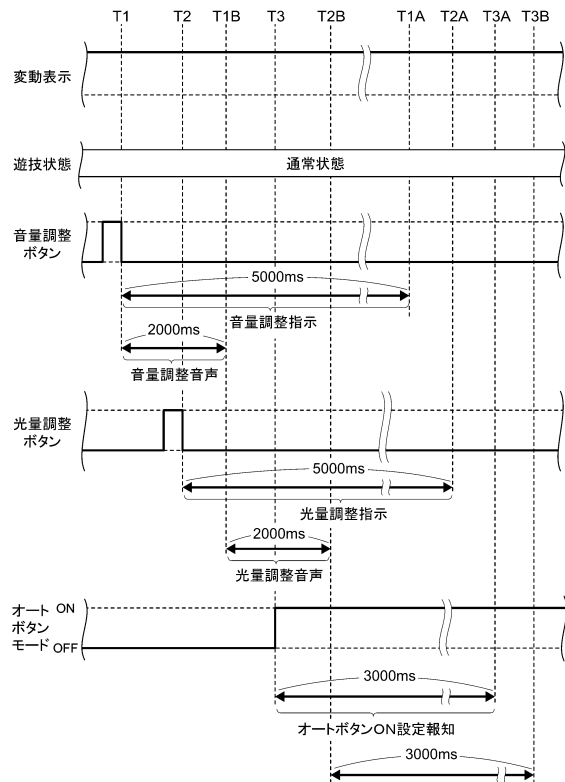 T1 T2 T1B T3 T2B T1A T2A T3A T3B
変動表示
遊技状態
通常状態
音量調整
ボタン
5000ms
音量調整指示
2000ms
音量調整音声
光量調整
ボタン
5000ms
光量調整指示
2000ms
光量調整音声
オート ON
ボタン
モード OFF
3000ms
オートボタンON設定報知
3000ms